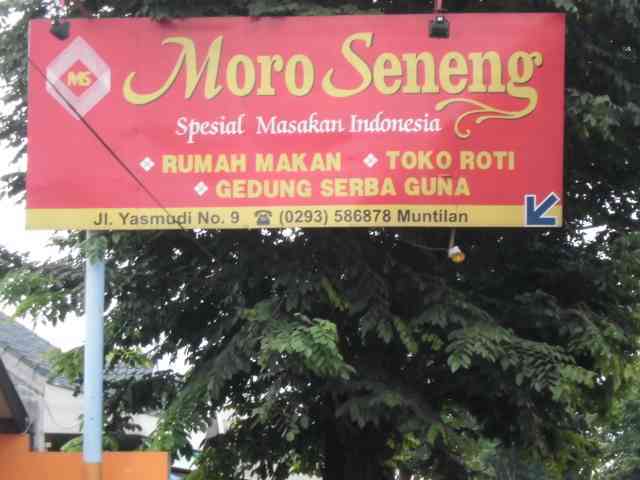 MS
Moro Seneng
Spesial Masakan Indonesia
RUMAH MAKAN TOKO ROTI
GEDUNG SERBA GUNA
Jl. Yasmudi No. 9 ☎ (0293) 586878 Muntilan